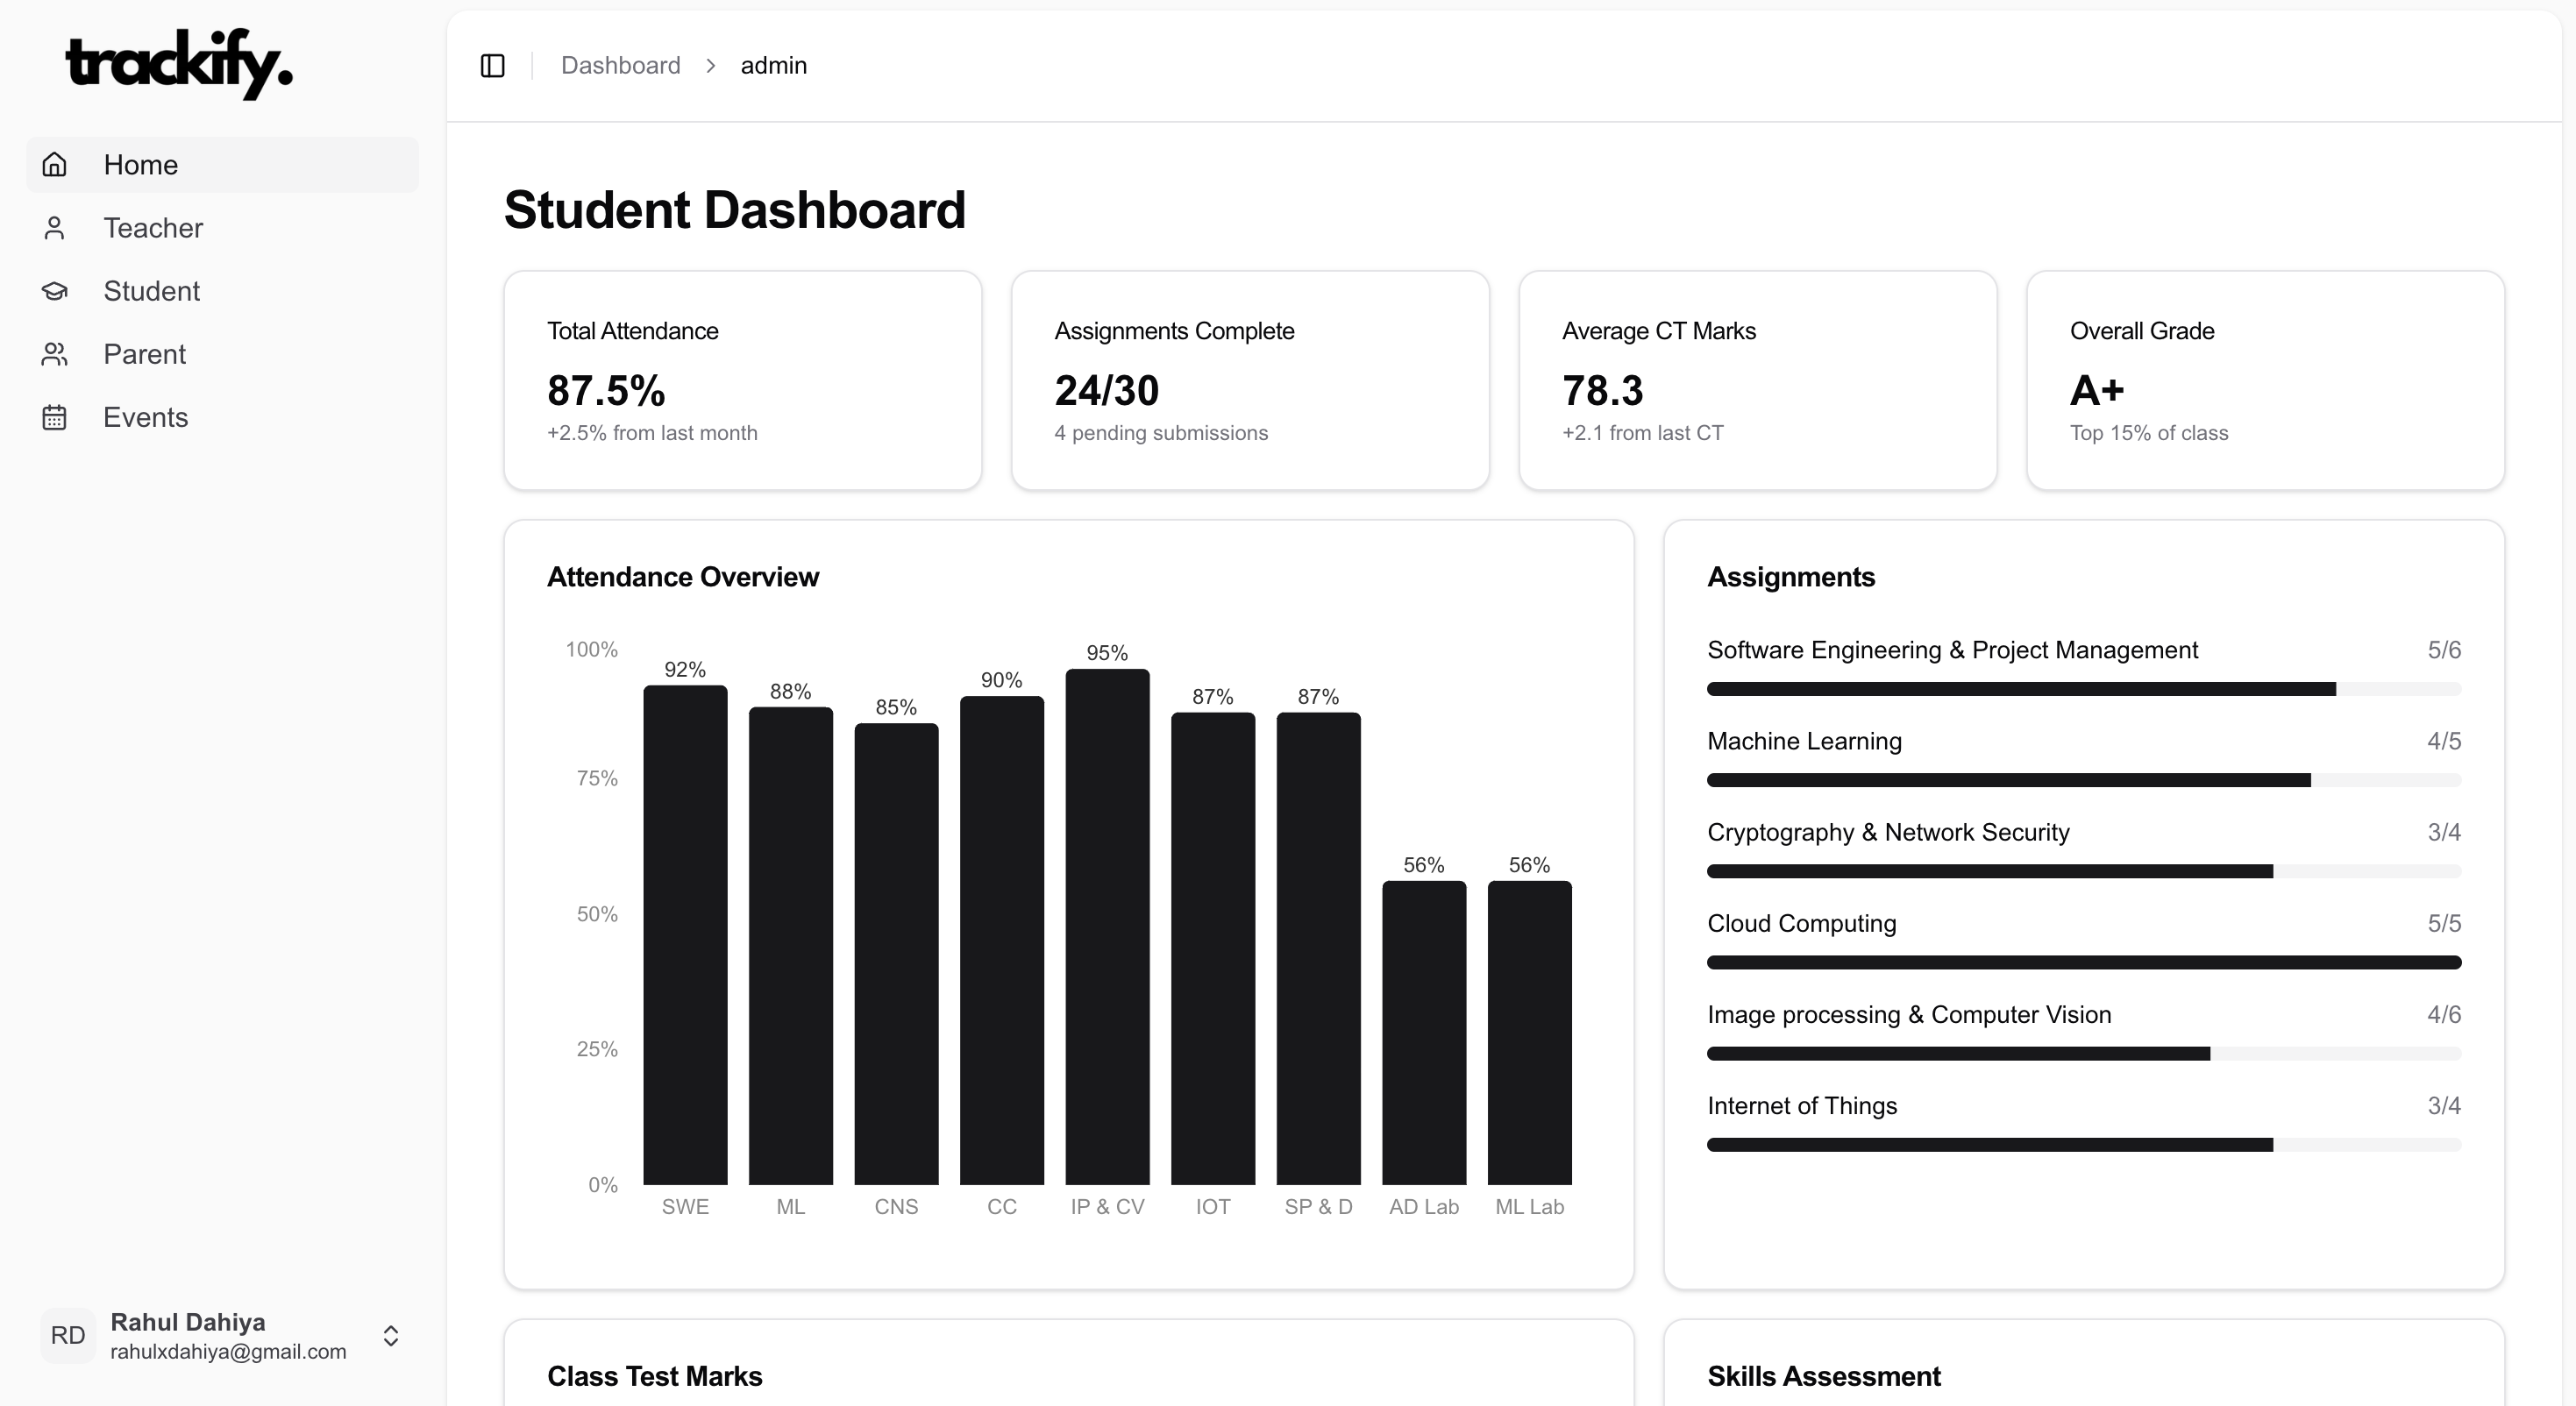 trackify.
Home
Teacher
Student
Parent
Events
Rahul Dahiya
RD
rahulxdahiya@gmail.com
Dashboard > admin
Student Dashboard
Total Attendance
87.5%
+2.5% from last month
Assignments Complete
24/30
4 pending submissions
Average CT Marks
78.3
+2.1 from last CT
Overall Grade
A+
Top 15% of class
Attendance Overview
100%
75%
50%
25%
0%
92%
88%
85%
90%
95%
87%
87%
56%
56%
SWE
ML
CNS
CC
IP & CV
IOT
SP & D
AD Lab
ML Lab
Assignments
Software Engineering & Project Management 5/6
Machine Learning 4/5
Cryptography & Network Security 3/4
Cloud Computing 5/5
Image processing & Computer Vision 4/6
Internet of Things 3/4
Class Test Marks
Skills Assessment